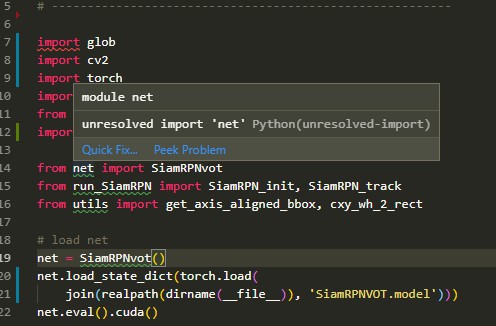 5 # --------------------------------------------------------
6
7 import glob
8 import cv2
9 import torch
10 impor
11 from
12 impor
13
module net
unresolved import 'net' Python(unresolved-import)
Quick Fix... Peek Problem
14 from net import SiamRPNvot
15 from run_SiamRPN import SiamRPN_init, SiamRPN_track
16 from utils import get_axis_aligned_bbox, cxy_wh_2_rect
17
18 # load net
19 net = SiamRPNvot()
20 net.load_state_dict(torch.load(
21 join(realpath(dirname(__file__)), 'SiamRPNVOT.model')))
22 net.eval().cuda()